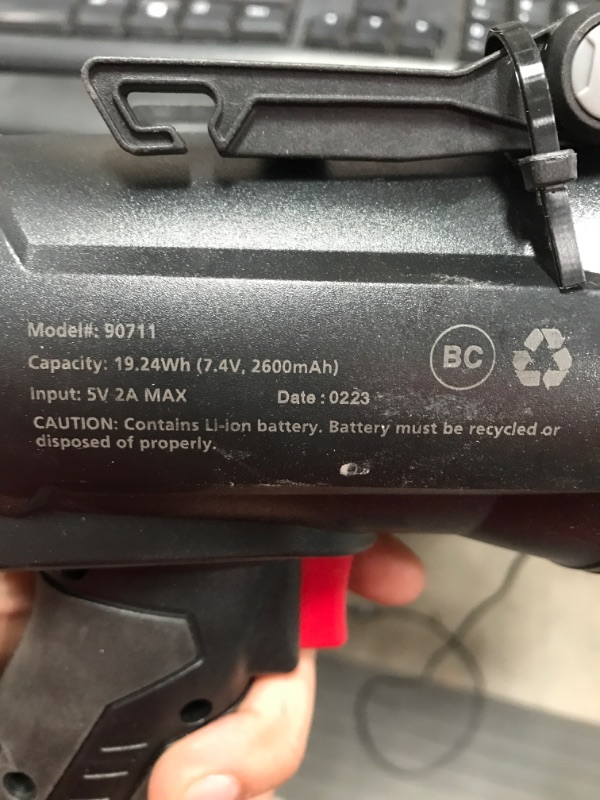 Model#: 90711
Capacity: 19.24Wh (7.4V, 2600mAh)
BC
Input: 5V 2A MAX
Date : 0223
CAUTION: Contains Li-ion battery. Battery must be recycled or
disposed of properly.